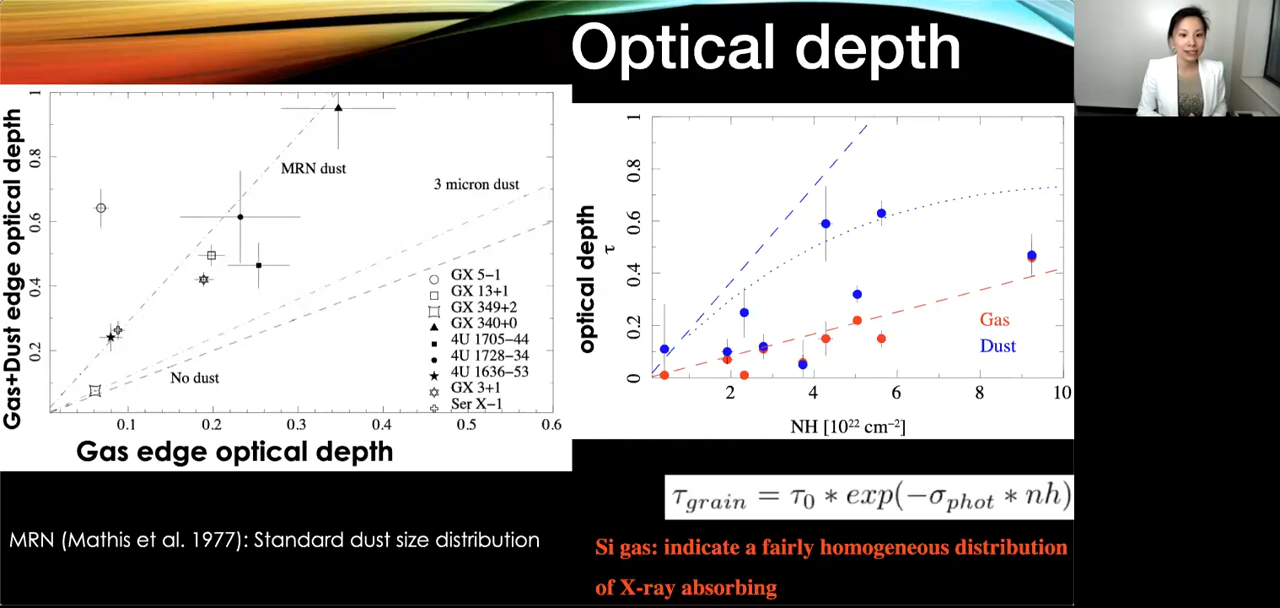 Optical depth
Gas+Dust edge optical depth
1
0.8
0.6
0.4
0.2
MRN dust
3 micron dust
No dust
GX 5−1
GX 13+1
GX 349+2
GX 340+0
4U 1705−44
4U 1728−34
4U 1636−53
GX 3+1
Ser X−1
0.1 0.2 0.3 0.4 0.5 0.6
Gas edge optical depth
optical depth
τ
1
0.8
0.6
0.4
0.2
0
Gas
Dust
2 4 6 8 10
NH [10²² cm⁻²]
τ_grain = τ₀ * exp(−σ_phot * nh)
MRN (Mathis et al. 1977): Standard dust size distribution
Si gas: indicate a fairly homogeneous distribution
of X-ray absorbing